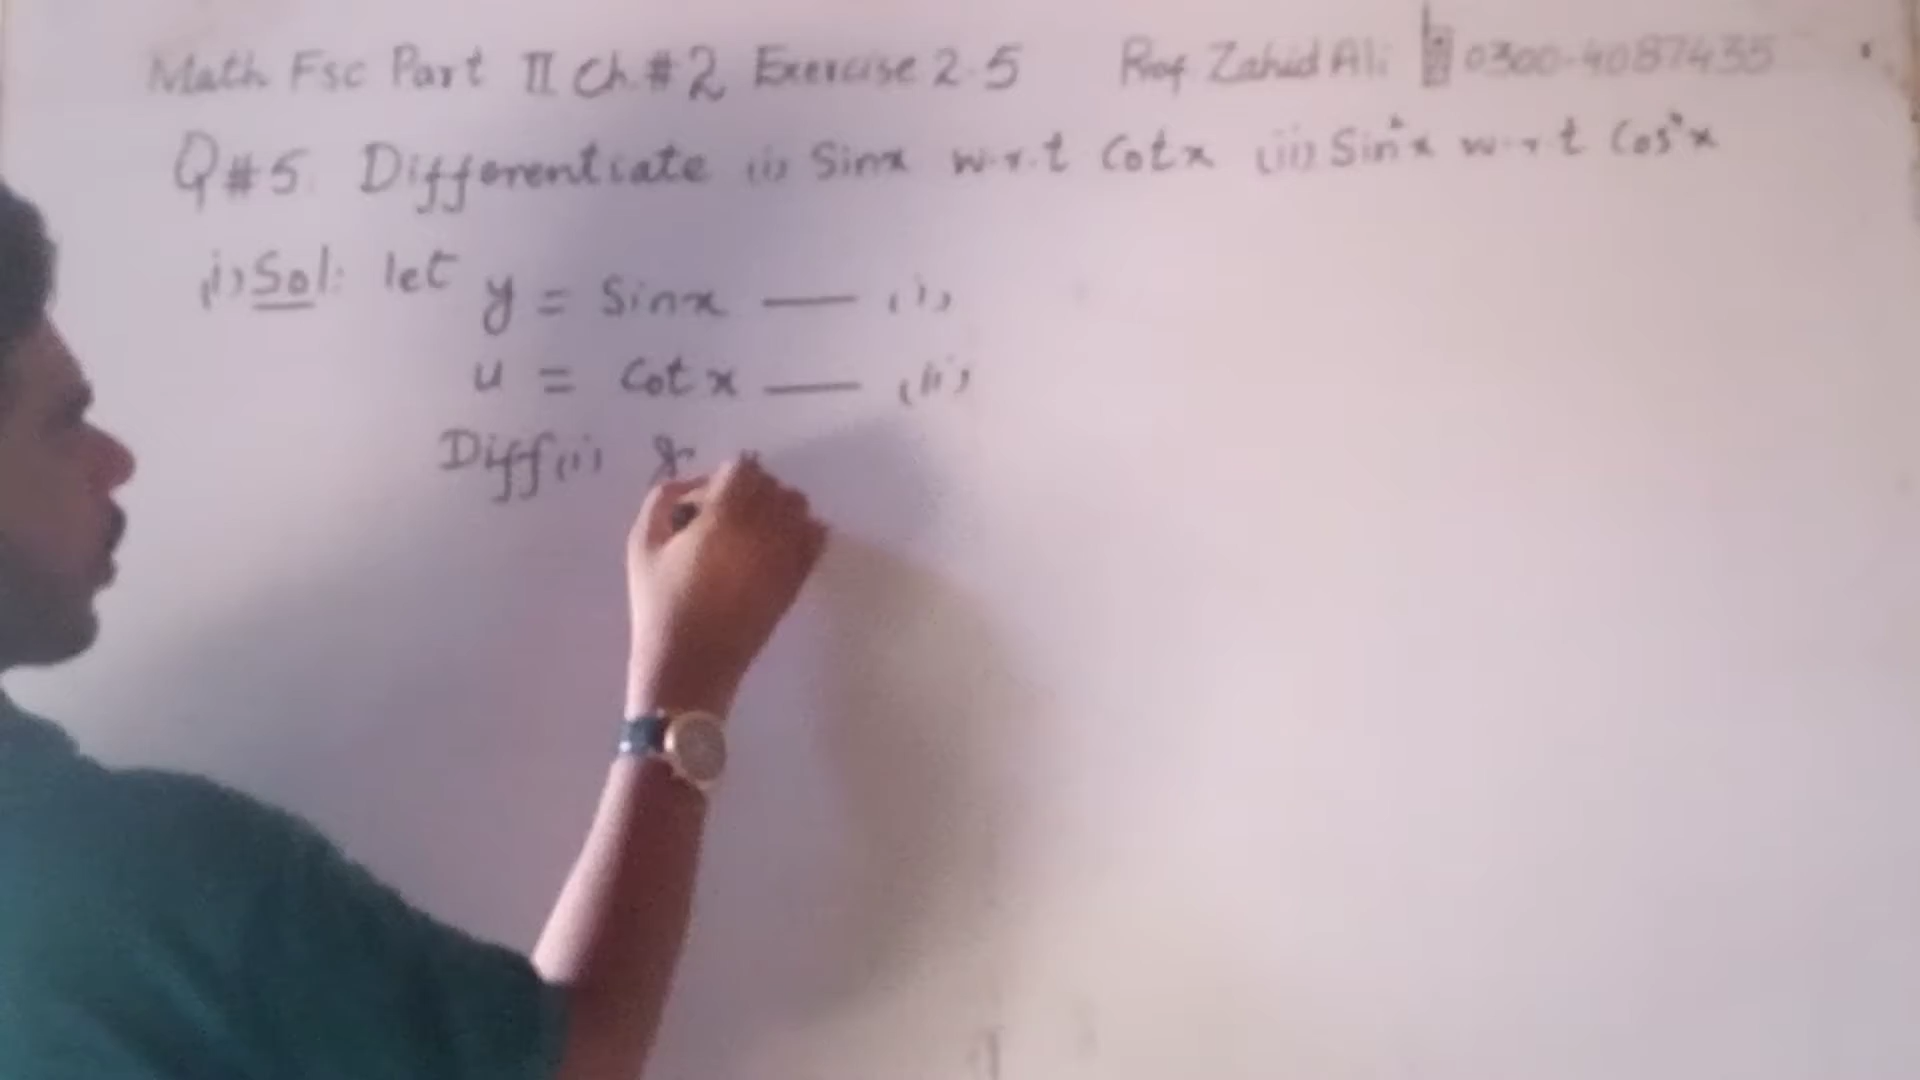 Math Fsc Part II Ch.#2 Exercise 2.5 Prof. Zahid Ali 0300-4087435
Q#5. Differentiate (i) Sinx w.r.t Cotx (ii) Sin²x w.r.t Cos⁴x
(i) Sol: let y = Sinx — (i)
u = Cotx — (ii)
Diff (i) &